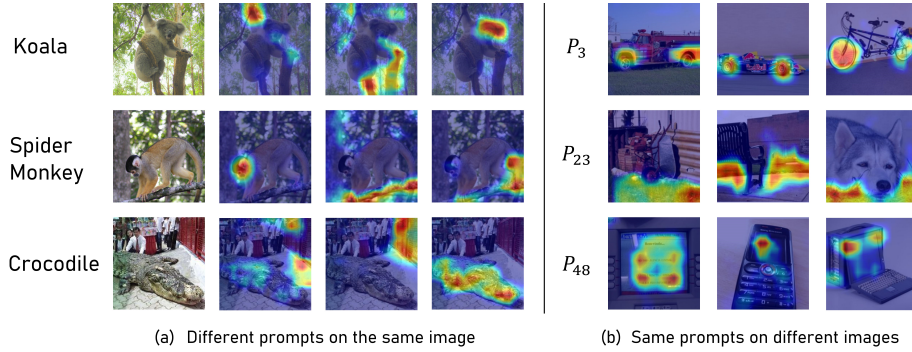 Koala
P3
Spider
Monkey
P23
Crocodile
P48
(a) Different prompts on the same image
(b) Same prompts on different images